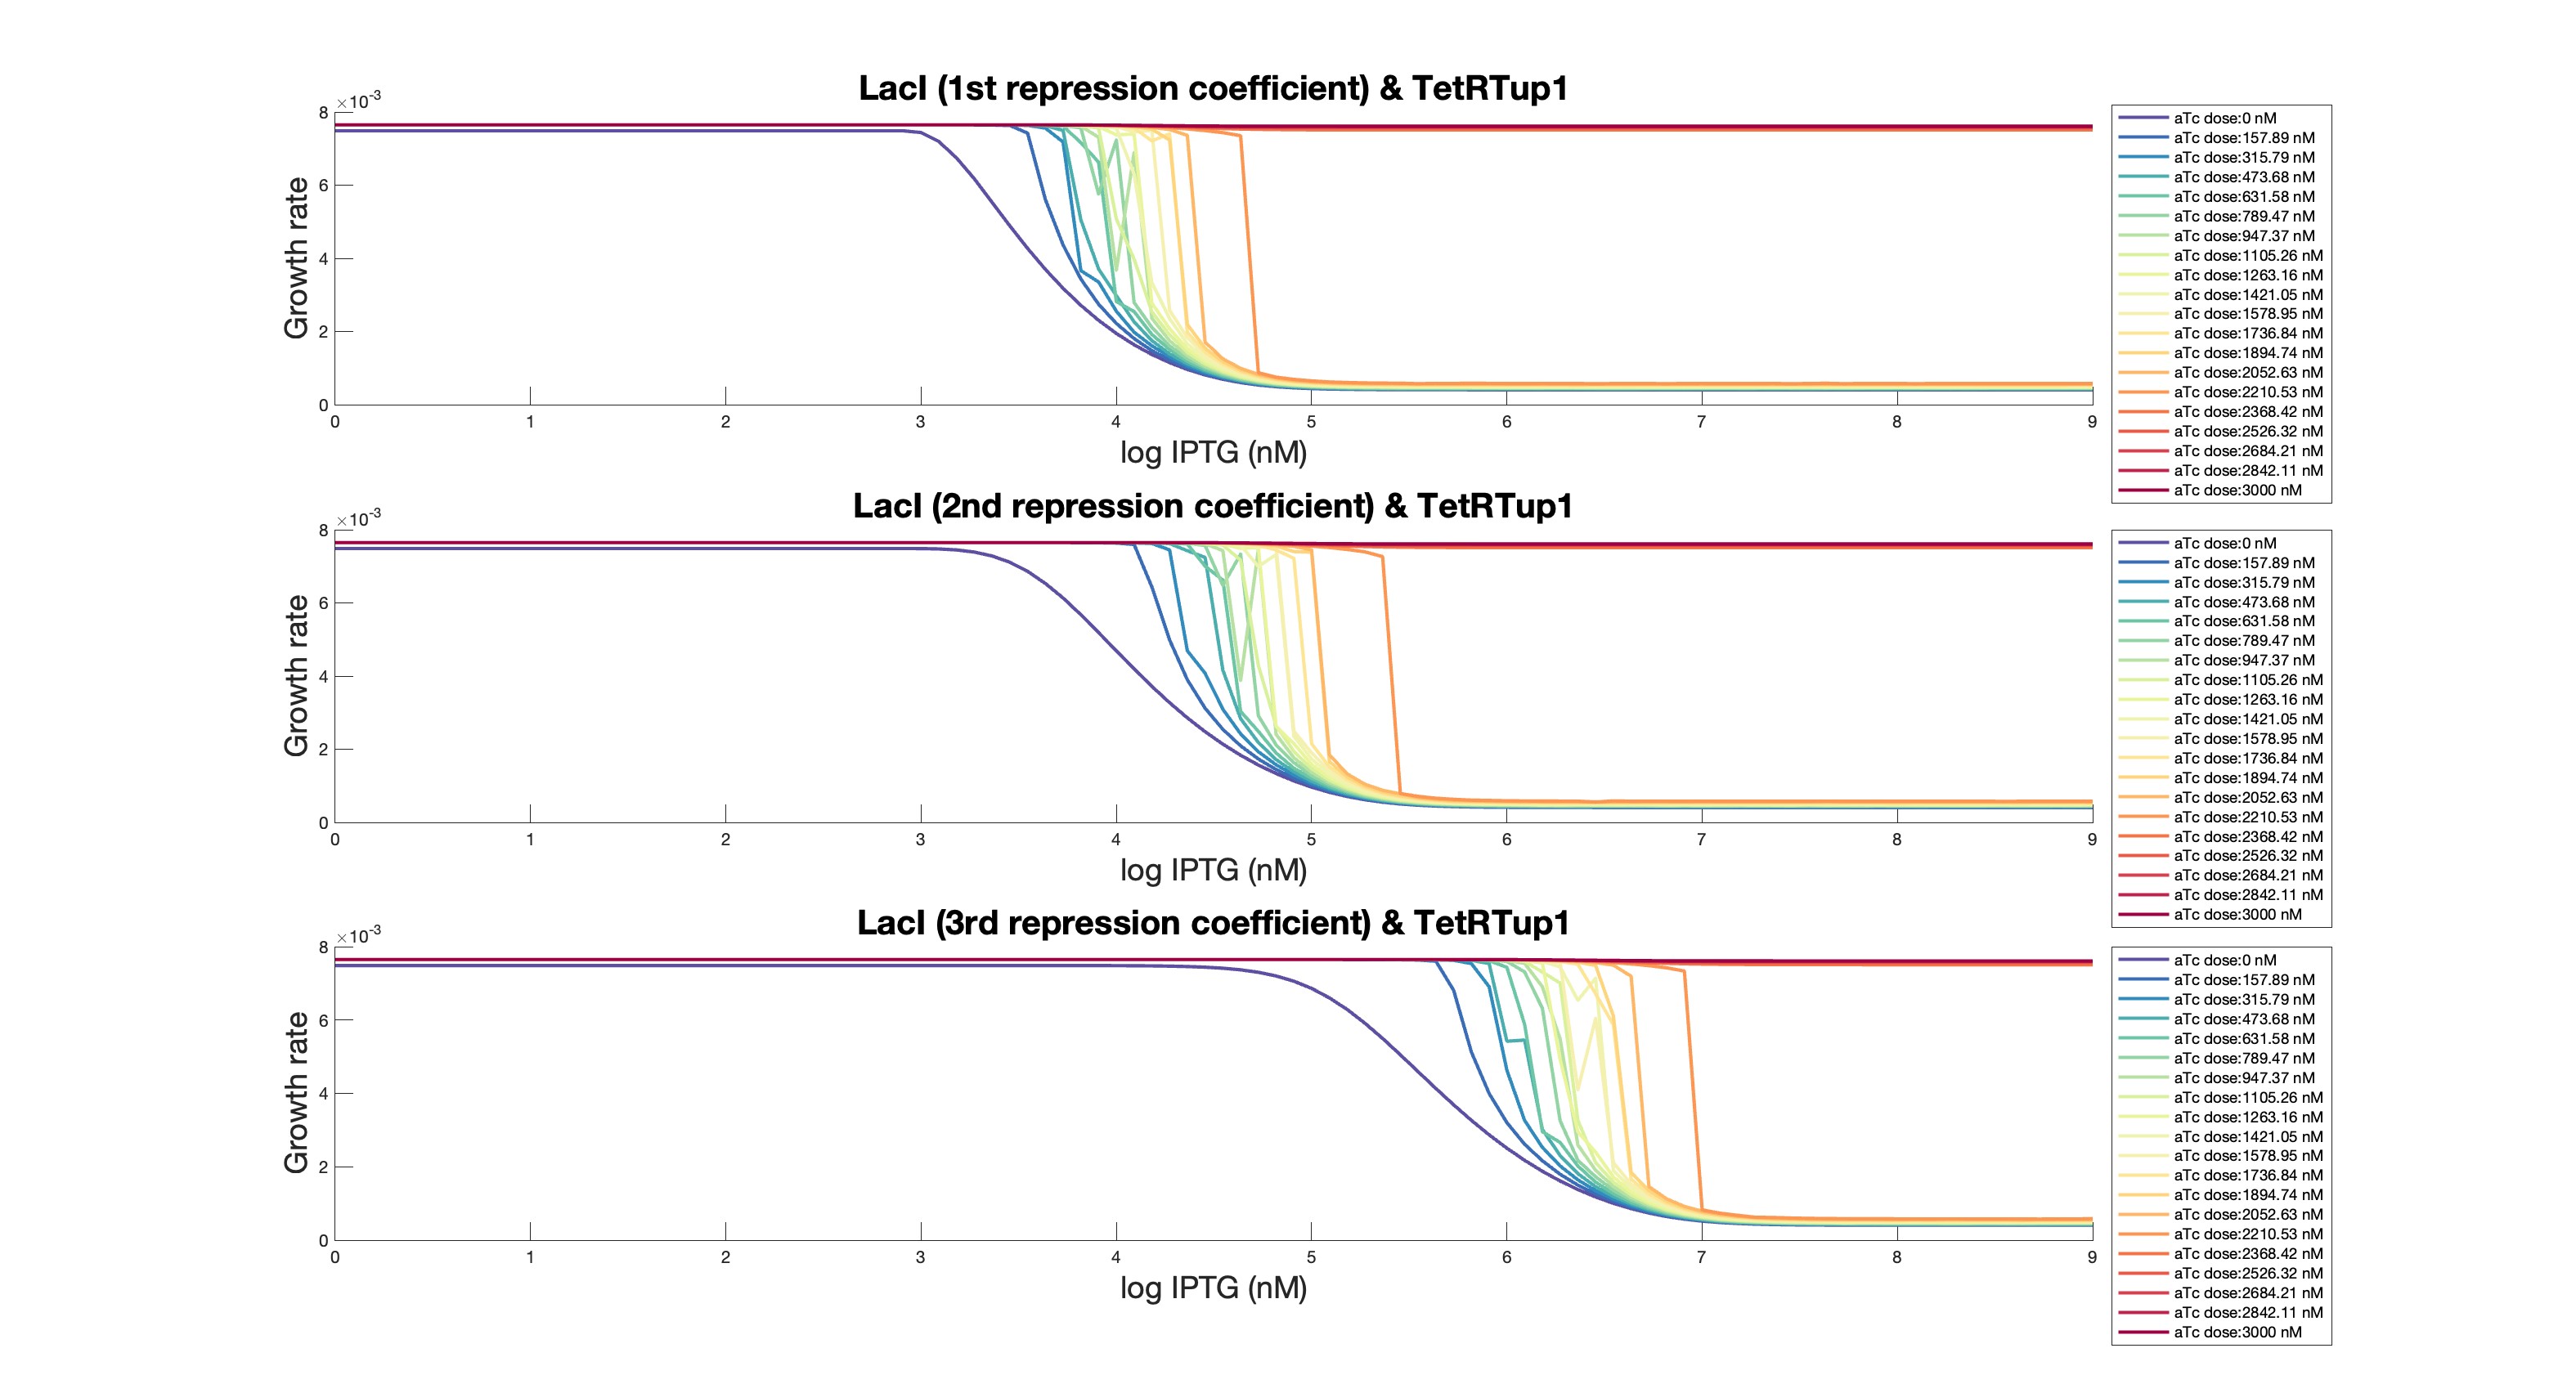 LacI (1st repression coefficient) & TetRTup1
×10-3
8
6
4
2
0
Growth rate
0 1 2 3 4 5 6 7 8 9
log IPTG (nM)
aTc dose:0 nM
aTc dose:157.89 nM
aTc dose:315.79 nM
aTc dose:473.68 nM
aTc dose:631.58 nM
aTc dose:789.47 nM
aTc dose:947.37 nM
aTc dose:1105.26 nM
aTc dose:1263.16 nM
aTc dose:1421.05 nM
aTc dose:1578.95 nM
aTc dose:1736.84 nM
aTc dose:1894.74 nM
aTc dose:2052.63 nM
aTc dose:2210.53 nM
aTc dose:2368.42 nM
aTc dose:2526.32 nM
aTc dose:2684.21 nM
aTc dose:2842.11 nM
aTc dose:3000 nM
LacI (2nd repression coefficient) & TetRTup1
×10-3
8
6
4
2
0
Growth rate
0 1 2 3 4 5 6 7 8 9
log IPTG (nM)
aTc dose:0 nM
aTc dose:157.89 nM
aTc dose:315.79 nM
aTc dose:473.68 nM
aTc dose:631.58 nM
aTc dose:789.47 nM
aTc dose:947.37 nM
aTc dose:1105.26 nM
aTc dose:1263.16 nM
aTc dose:1421.05 nM
aTc dose:1578.95 nM
aTc dose:1736.84 nM
aTc dose:1894.74 nM
aTc dose:2052.63 nM
aTc dose:2210.53 nM
aTc dose:2368.42 nM
aTc dose:2526.32 nM
aTc dose:2684.21 nM
aTc dose:2842.11 nM
aTc dose:3000 nM
LacI (3rd repression coefficient) & TetRTup1
×10-3
8
6
4
2
0
Growth rate
0 1 2 3 4 5 6 7 8 9
log IPTG (nM)
aTc dose:0 nM
aTc dose:157.89 nM
aTc dose:315.79 nM
aTc dose:473.68 nM
aTc dose:631.58 nM
aTc dose:789.47 nM
aTc dose:947.37 nM
aTc dose:1105.26 nM
aTc dose:1263.16 nM
aTc dose:1421.05 nM
aTc dose:1578.95 nM
aTc dose:1736.84 nM
aTc dose:1894.74 nM
aTc dose:2052.63 nM
aTc dose:2210.53 nM
aTc dose:2368.42 nM
aTc dose:2526.32 nM
aTc dose:2684.21 nM
aTc dose:2842.11 nM
aTc dose:3000 nM